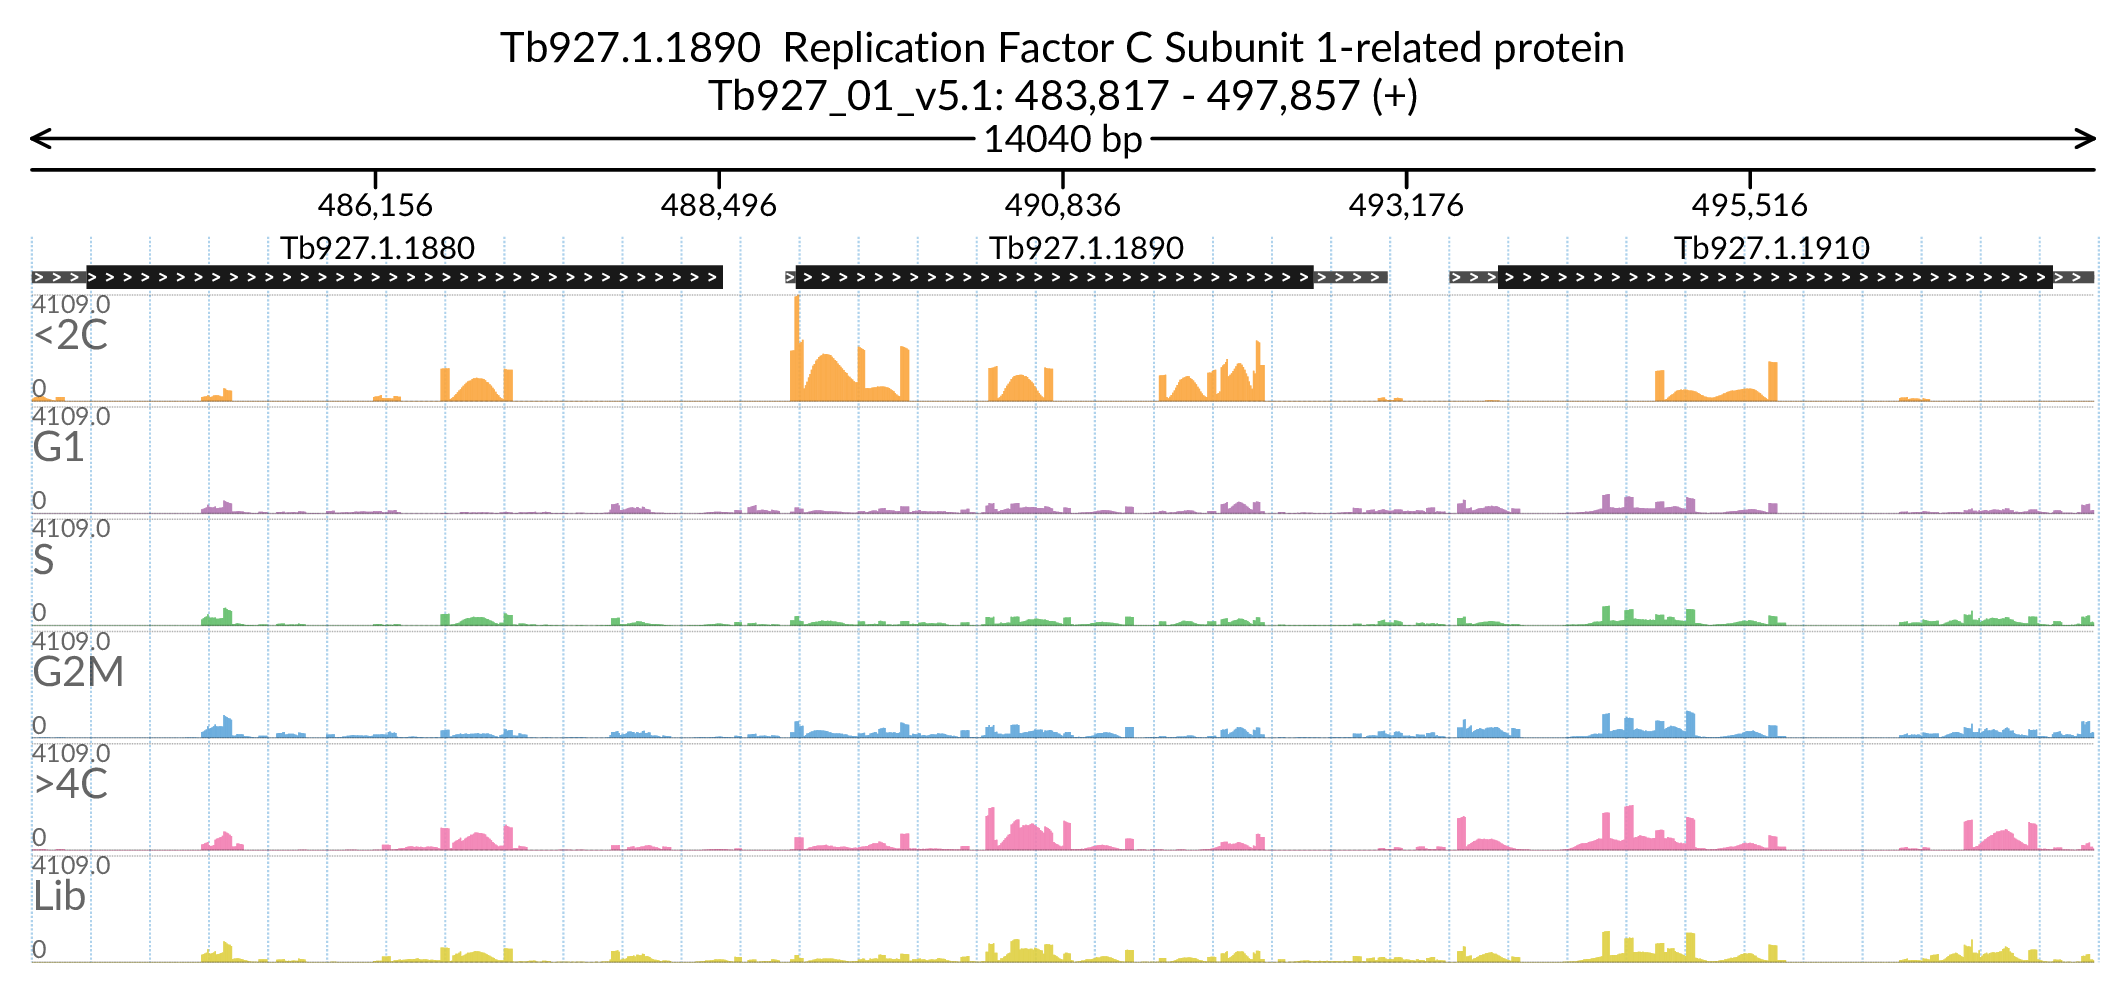 Tb927.1.1890  Replication Factor C Subunit 1-related protein
Tb927_01_v5.1: 483,817 - 497,857 (+)
14040 bp
486,156 488,496 490,836 493,176 495,516
Tb927.1.1880 Tb927.1.1890 Tb927.1.1910
4109.0
<2C
0
4109.0
G1
0
4109.0
S
0
4109.0
G2M
0
4109.0
>4C
0
4109.0
Lib
0